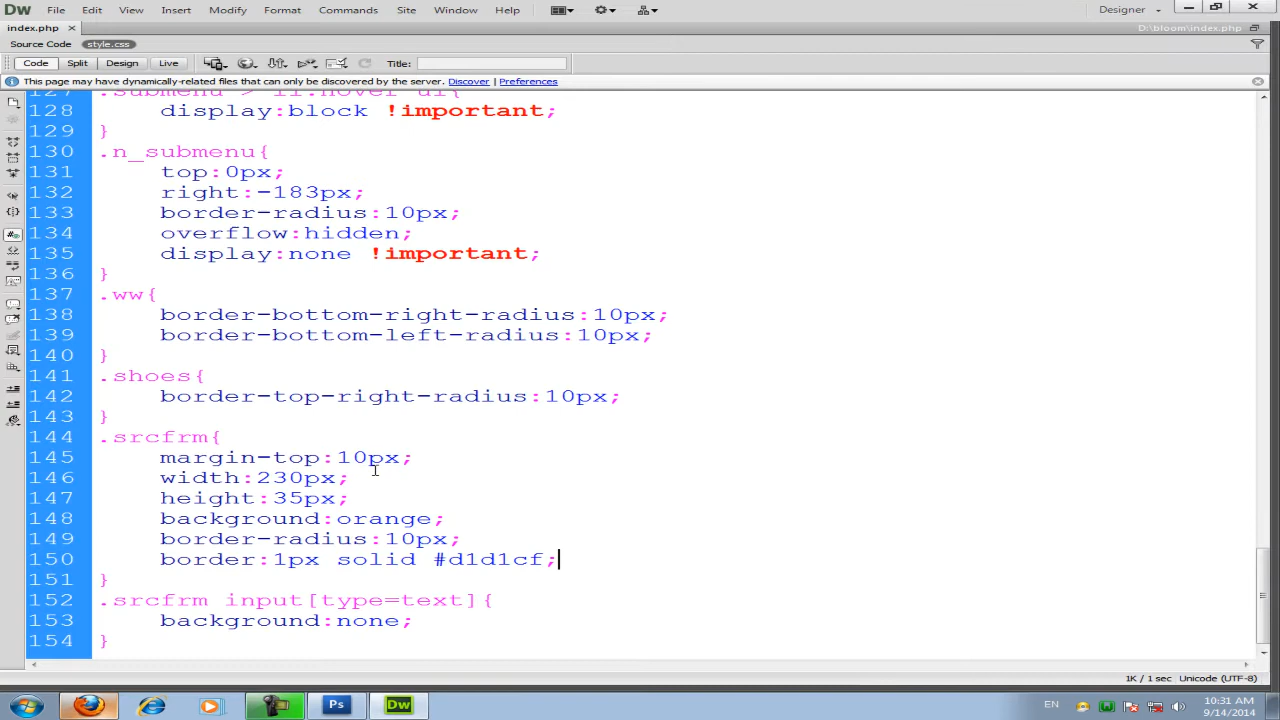 Dw File Edit View Insert Modify Format Commands Site Window Help Designer
index.php × D:\bloom\index.php
Source Code style.css
Code Split Design Live Title:
This page may have dynamically-related files that can only be discovered by the server. Discover | Preferences
127 .submenu > li:hover ul{
128 display:block !important;
129 }
130 .n_submenu{
131 top:0px;
132 right:-183px;
133 border-radius:10px;
134 overflow:hidden;
135 display:none !important;
136 }
137 .ww{
138 border-bottom-right-radius:10px;
139 border-bottom-left-radius:10px;
140 }
141 .shoes{
142 border-top-right-radius:10px;
143 }
144 .srcfrm{
145 margin-top:10px;
146 width:230px;
147 height:35px;
148 background:orange;
149 border-radius:10px;
150 border:1px solid #d1d1cf;
151 }
152 .srcfrm input[type=text]{
153 background:none;
154 }
1K / 1 sec Unicode (UTF-8)
Ps Dw EN 10:31 AM
9/14/2014